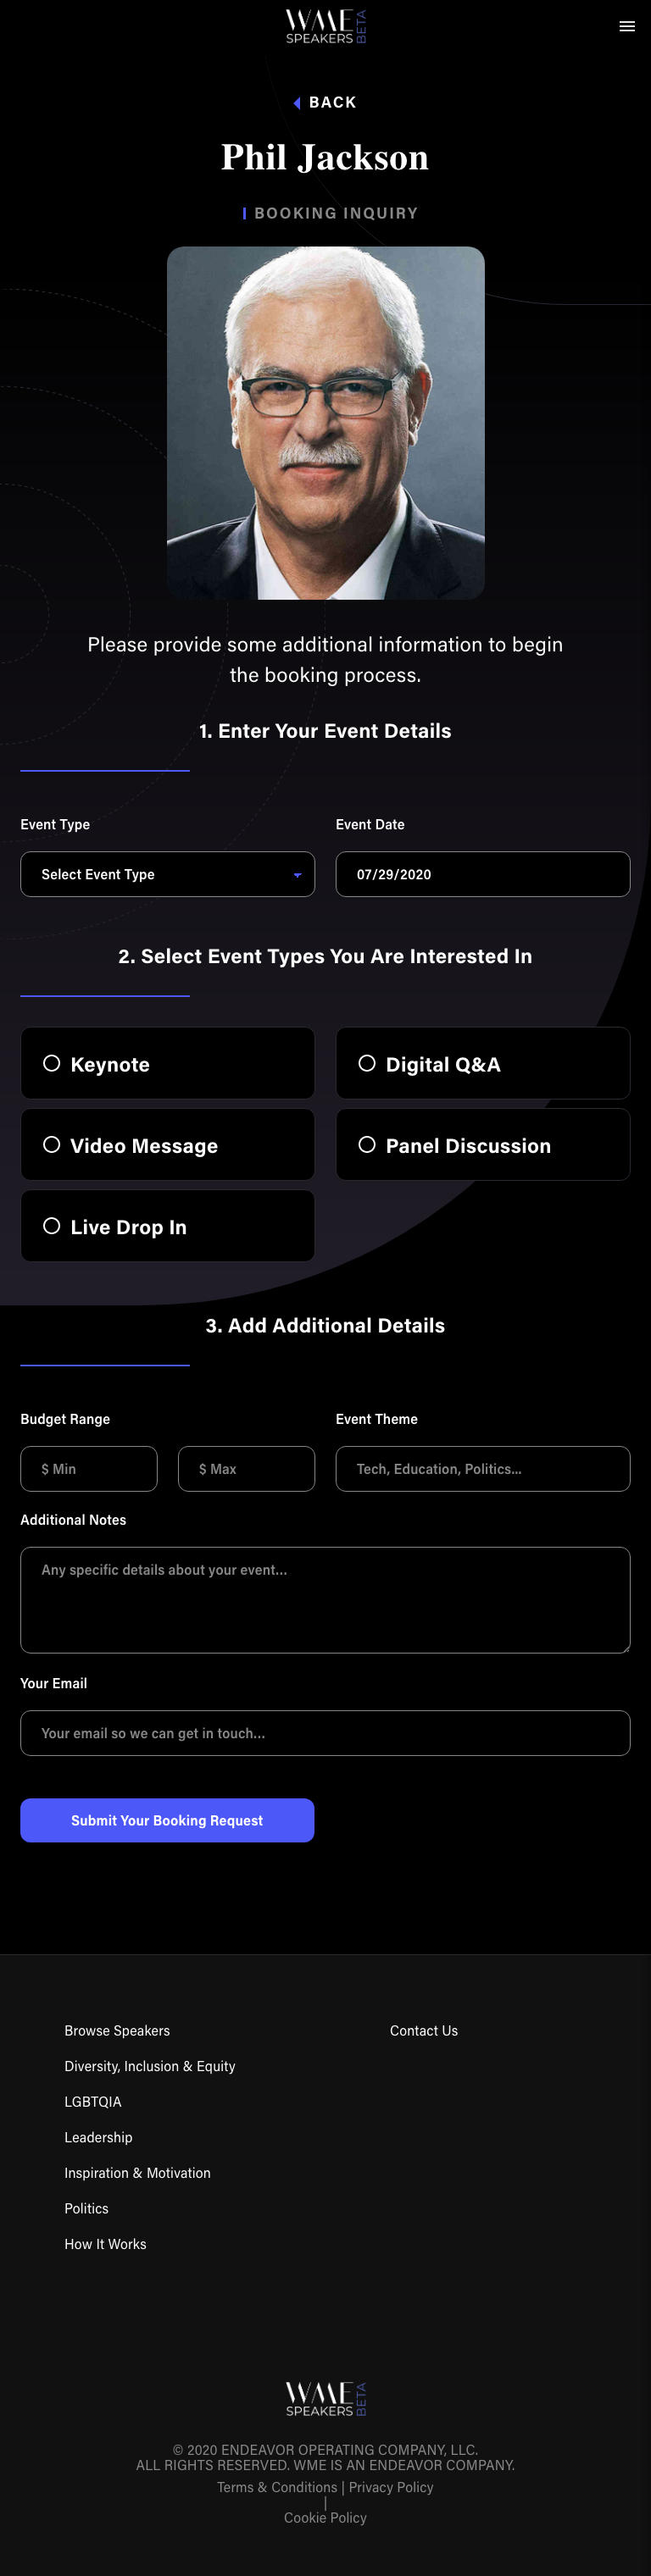 WME
SPEAKERS
BETA
BACK
Phil Jackson
BOOKING INQUIRY
Please provide some additional information to begin
the booking process.
1. Enter Your Event Details
Event Type
Event Date
Select Event Type
07/29/2020
2. Select Event Types You Are Interested In
Keynote
Digital Q&A
Video Message
Panel Discussion
Live Drop In
3. Add Additional Details
Budget Range
Event Theme
$ Min
$ Max
Tech, Education, Politics...
Additional Notes
Any specific details about your event...
Your Email
Your email so we can get in touch...
Submit Your Booking Request
Browse Speakers
Contact Us
Diversity, Inclusion & Equity
LGBTQIA
Leadership
Inspiration & Motivation
Politics
How It Works
WME
SPEAKERS
BETA
© 2020 ENDEAVOR OPERATING COMPANY, LLC.
ALL RIGHTS RESERVED. WME IS AN ENDEAVOR COMPANY.
Terms & Conditions | Privacy Policy
|
Cookie Policy